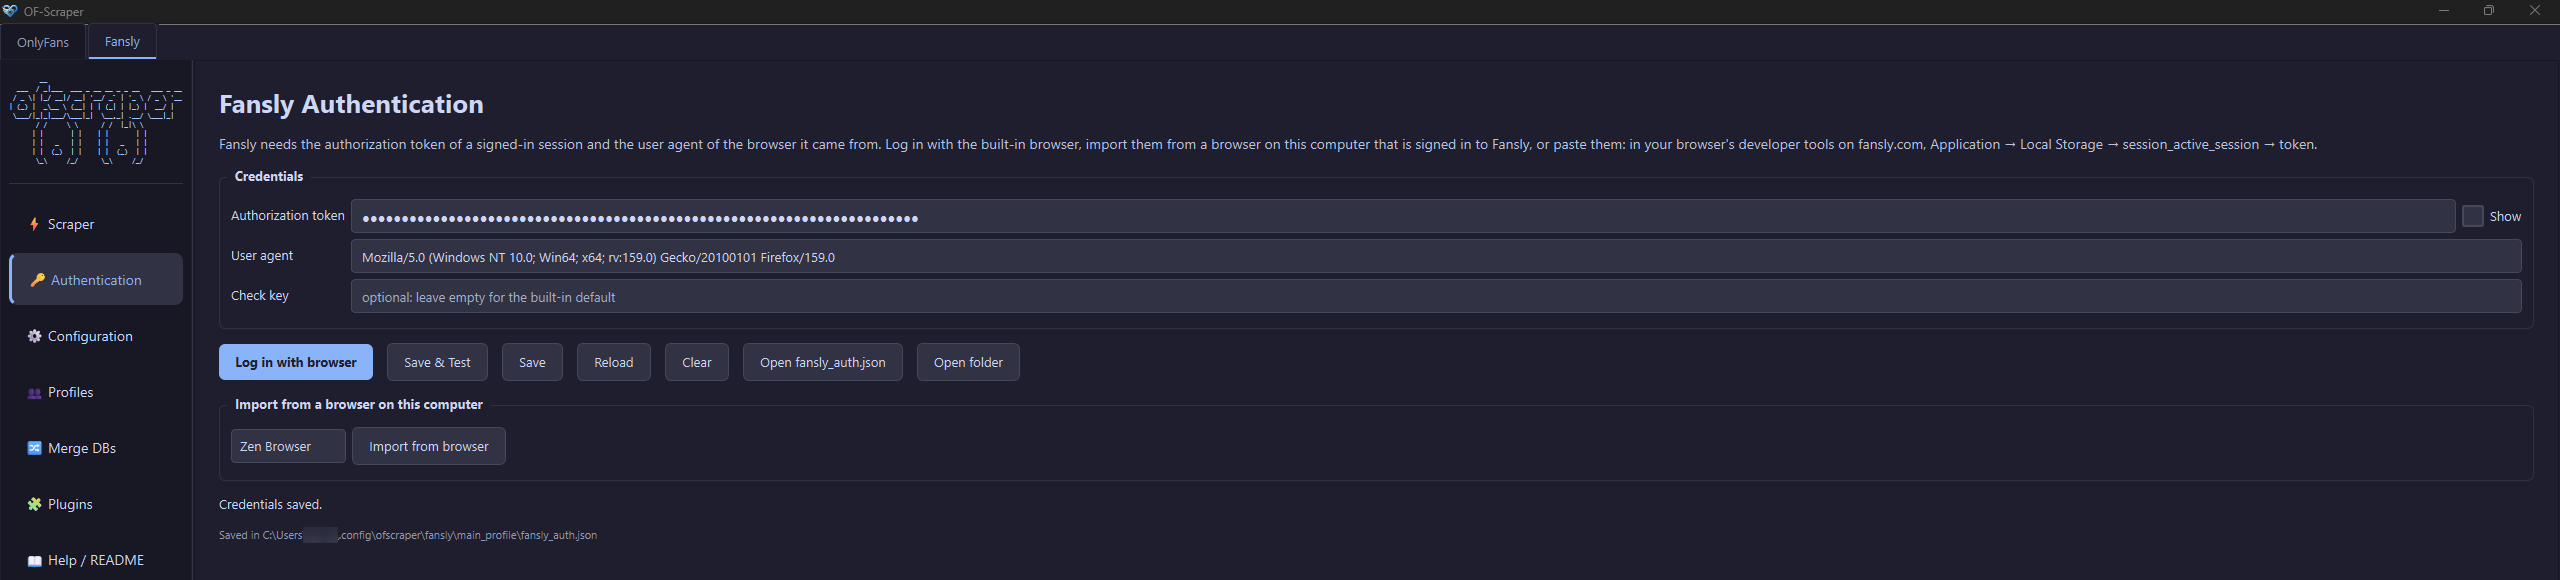 OF-Scraper
OnlyFans
Fansly
Fansly Authentication
Fansly needs the authorization token of a signed-in session and the user agent of the browser it came from. Log in with the built-in browser, import them from a browser on this computer that is signed in to Fansly, or paste them: in your browser's developer tools on fansly.com, Application → Local Storage → session_active_session → token.
Credentials
Authorization token
Show
User agent
Mozilla/5.0 (Windows NT 10.0; Win64; x64; rv:159.0) Gecko/20100101 Firefox/159.0
Check key
optional: leave empty for the built-in default
Log in with browser
Save & Test
Save
Reload
Clear
Open fansly_auth.json
Open folder
Import from a browser on this computer
Zen Browser
Import from browser
Credentials saved.
Saved in C:\Users .config\ofscraper\fansly\main_profile\fansly_auth.json
Scraper
Authentication
Configuration
Profiles
Merge DBs
Plugins
Help / README